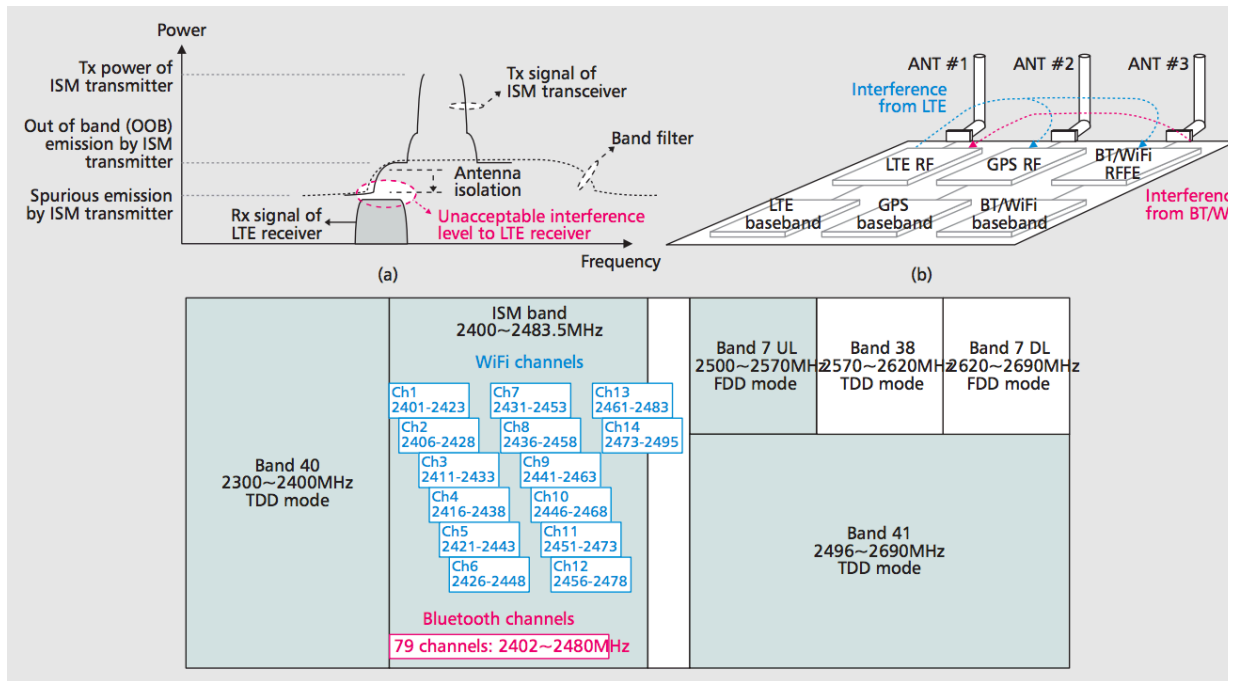 Power
Tx power of
ISM transmitter
Out of band (OOB)
emission by ISM
transmitter
Spurious emission
by ISM transmitter
Tx signal of
ISM transceiver
Band filter
Antenna
isolation
Rx signal of
LTE receiver
Unacceptable interference
level to LTE receiver
Frequency
(a)
ANT #1
ANT #2
ANT #3
Interference
from LTE
LTE RF
GPS RF
BT/WiFi
RFFE
Interferenc
from BT/W
LTE
baseband
GPS
baseband
BT/WiFi
baseband
(b)
Band 40
2300~2400MHz
TDD mode
ISM band
2400~2483.5MHz
WiFi channels
Ch1
2401-2423
Ch2
2406-2428
Ch3
2411-2433
Ch4
2416-2438
Ch5
2421-2443
Ch6
2426-2448
Ch7
2431-2453
Ch8
2436-2458
Ch9
2441-2463
Ch10
2446-2468
Ch11
2451-2473
Ch12
2456-2478
Ch13
2461-2483
Ch14
2473-2495
Bluetooth channels
79 channels: 2402~2480MHz
Band 7 UL
2500~2570MHz
FDD mode
Band 38
2570~2620MHz
TDD mode
Band 7 DL
2620~2690MHz
FDD mode
Band 41
2496~2690MHz
TDD mode